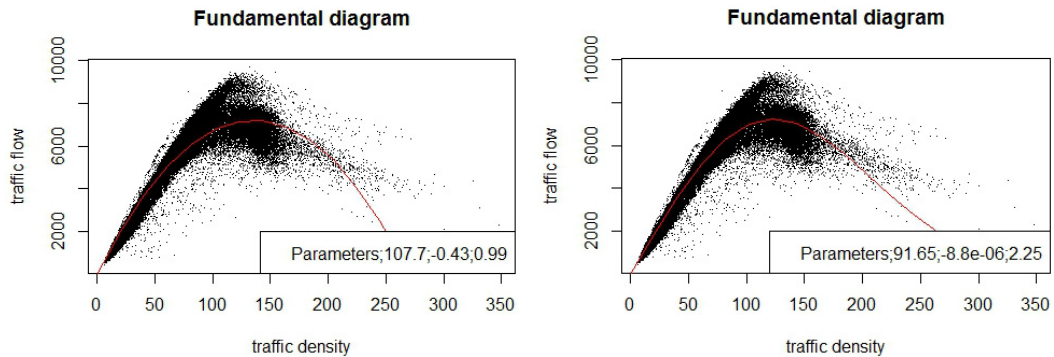 Fundamental diagram
10000
6000
2000
traffic flow
Parameters;107.7;-0.43;0.99
0 50 100 150 200 250 300 350
traffic density
Fundamental diagram
10000
6000
2000
traffic flow
Parameters;91.65;-8.8e-06;2.25
0 50 100 150 200 250 300 350
traffic density